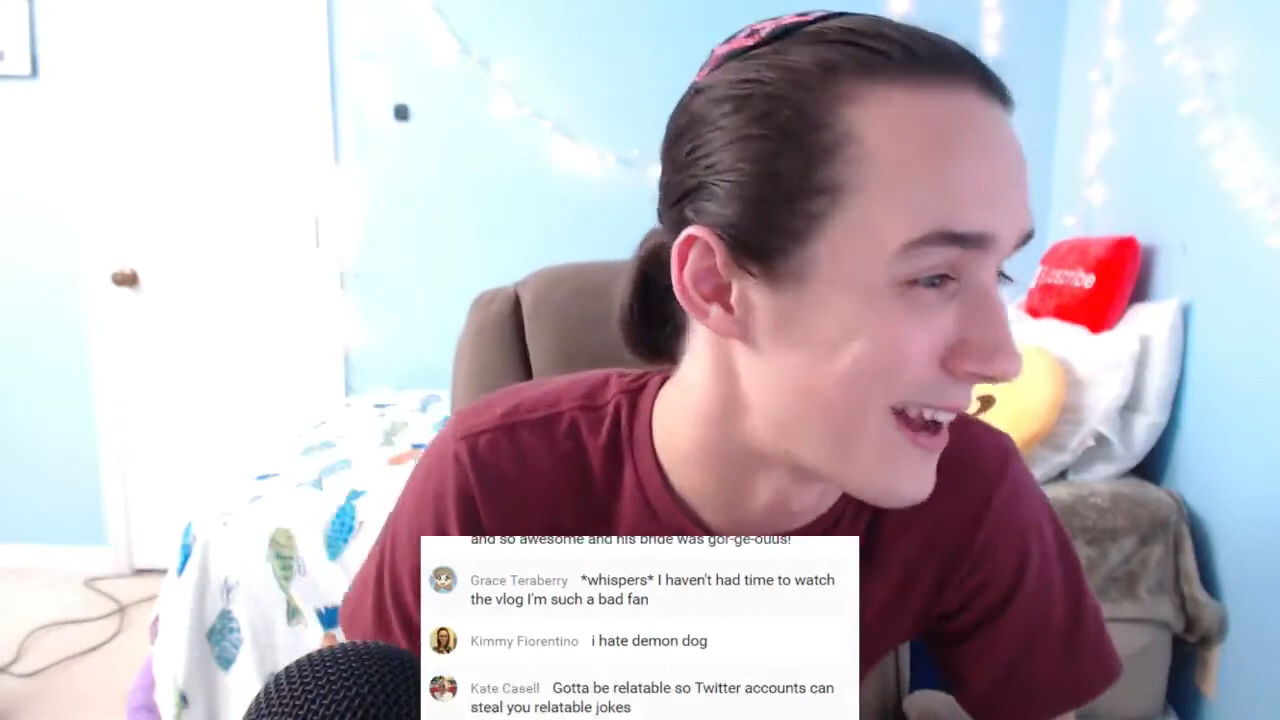 Subscribe
and so awesome and his bride was gor-ge-ouus!
Grace Teraberry *whispers* I haven't had time to watch
the vlog I'm such a bad fan
Kimmy Fiorentino i hate demon dog
Kate Casell Gotta be relatable so Twitter accounts can
steal you relatable jokes